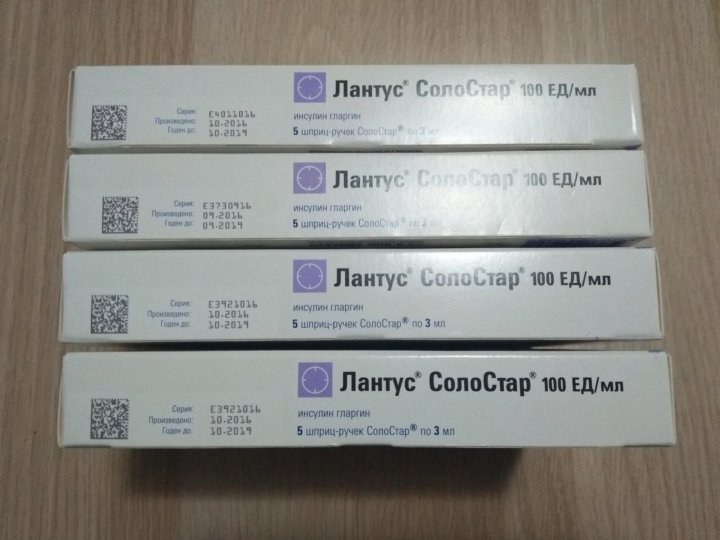 Лантус® СолоСтар® 100 ЕД/мл
инсулин гларгин
5 шприц-ручек СолоСтар® по 3 мл
Серия: E4011016
Произведено: 10.2016
Годен до: 10.2019
Лантус® СолоСтар® 100 ЕД/мл
инсулин гларгин
5 шприц-ручек СолоСтар® по 3 мл
Серия: E3730916
Произведено: 09.2016
Годен до: 09.2019
Лантус® СолоСтар® 100 ЕД/мл
инсулин гларгин
5 шприц-ручек СолоСтар® по 3 мл
Серия: E3921016
Произведено: 10.2016
Годен до: 10.2019
Лантус® СолоСтар® 100 ЕД/мл
инсулин гларгин
5 шприц-ручек СолоСтар® по 3 мл
Серия: E3921016
Произведено: 10.2016
Годен до: 10.2019